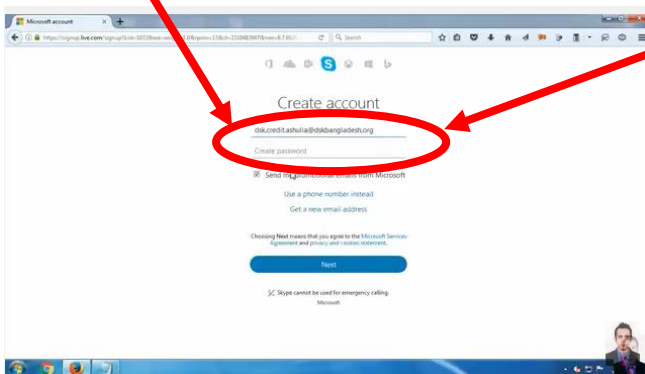 Microsoft account
Search
Create account
dsk.credit.ashulia@dskbangladesh.org
Create password
Send me promotional emails from Microsoft
Use a phone number instead
Get a new email address
Choosing Next means that you agree to the Microsoft Services
Agreement and privacy and cookies statement.
Next
Skype cannot be used for emergency calling.
Microsoft